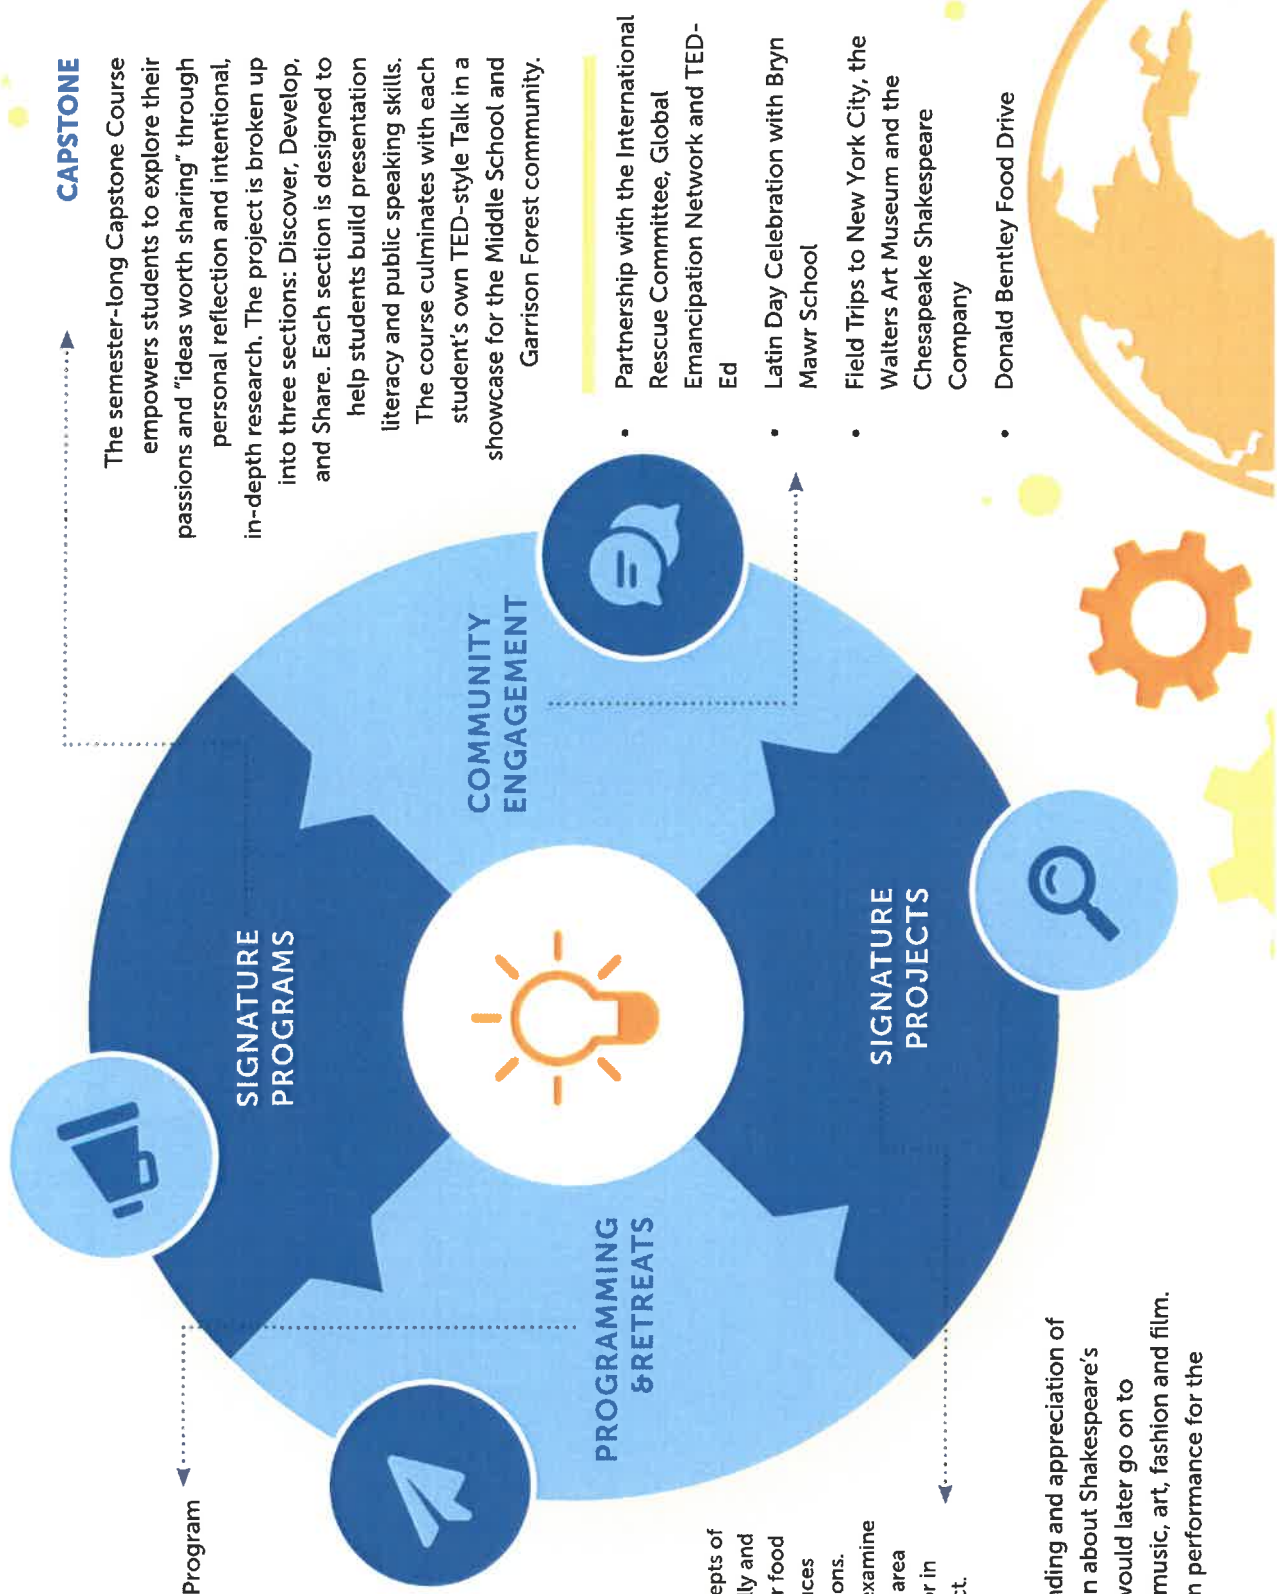 CAPSTONE
The semester-long Capstone Course
empowers students to explore their
passions and "ideas worth sharing" through
personal reflection and intentional,
in-depth research. The project is broken up
into three sections: Discover, Develop,
and Share. Each section is designed to
help students build presentation
literacy and public speaking skills.
The course culminates with each
student's own TED-style Talk in a
showcase for the Middle School and
Garrison Forest community.
• Partnership with the International
Rescue Committee, Global
Emancipation Network and TED-
Ed
• Latin Day Celebration with Bryn
Mawr School
• Field Trips to New York City, the
Walters Art Museum and the
Chesapeake Shakespeare
Company
• Donald Bentley Food Drive
SIGNATURE
PROGRAMS
COMMUNITY
ENGAGEMENT
PROGRAMMING
&RETREATS
SIGNATURE
PROJECTS
Program
food
examine
area
in
and appreciation of
about Shakespeare's
would later go on to
music, art, fashion and film.
performance for the